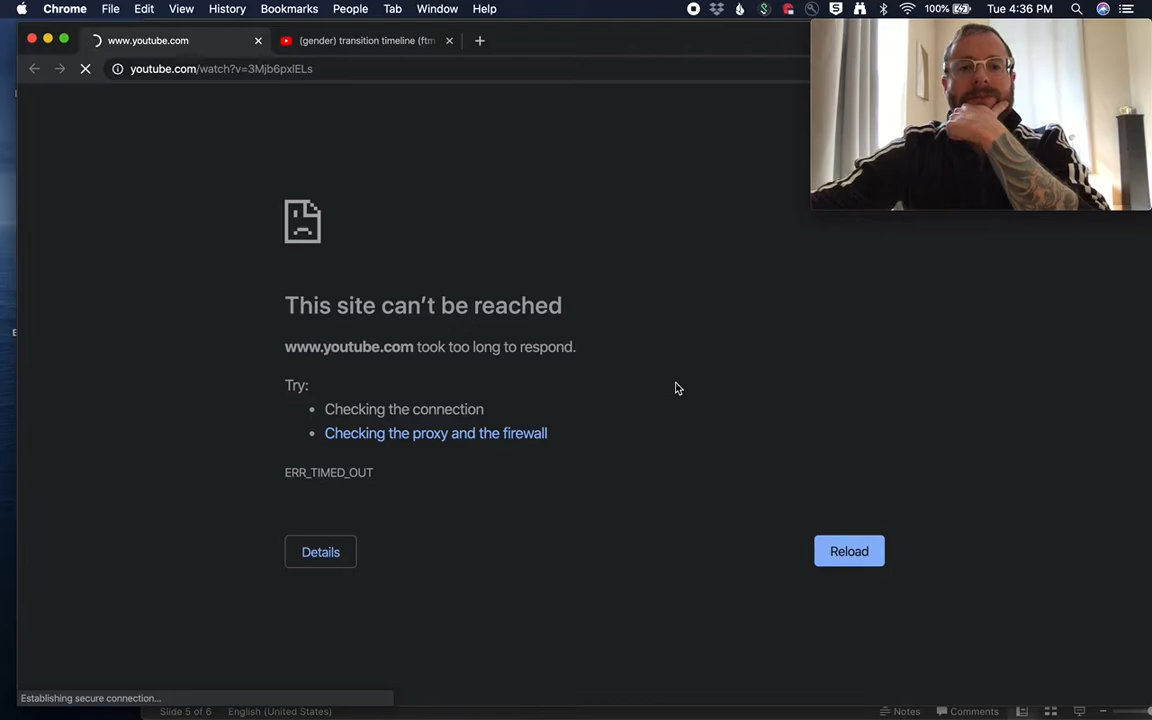 Chrome File Edit View History Bookmarks People Tab Window Help 100% Tue 4:36 PM
www.youtube.com (gender) transition timeline (ftm
youtube.com/watch?v=3Mjb6pxlELs
This site can't be reached
www.youtube.com took too long to respond.
Try:
• Checking the connection
• Checking the proxy and the firewall
ERR_TIMED_OUT
Details Reload
Establishing secure connection...
Slide 5 of 6 English (United States) Notes Comments